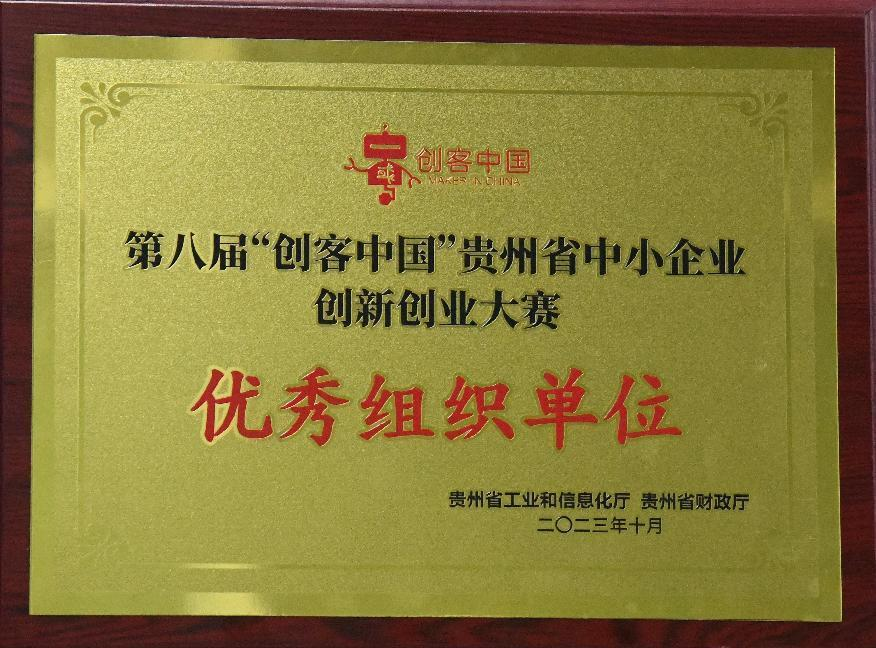 创客中国
MAKER IN CHINA
第八届“创客中国”贵州省中小企业
创新创业大赛
优秀组织单位
贵州省工业和信息化厅 贵州省财政厅
二〇二三年十月